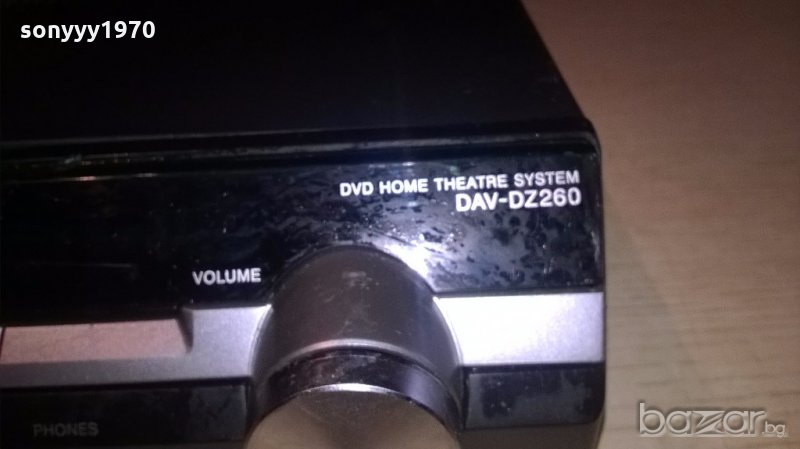 sonyyy1970
DVD HOME THEATRE SYSTEM
DAV-DZ260
VOLUME
PHONES
bazar.bg